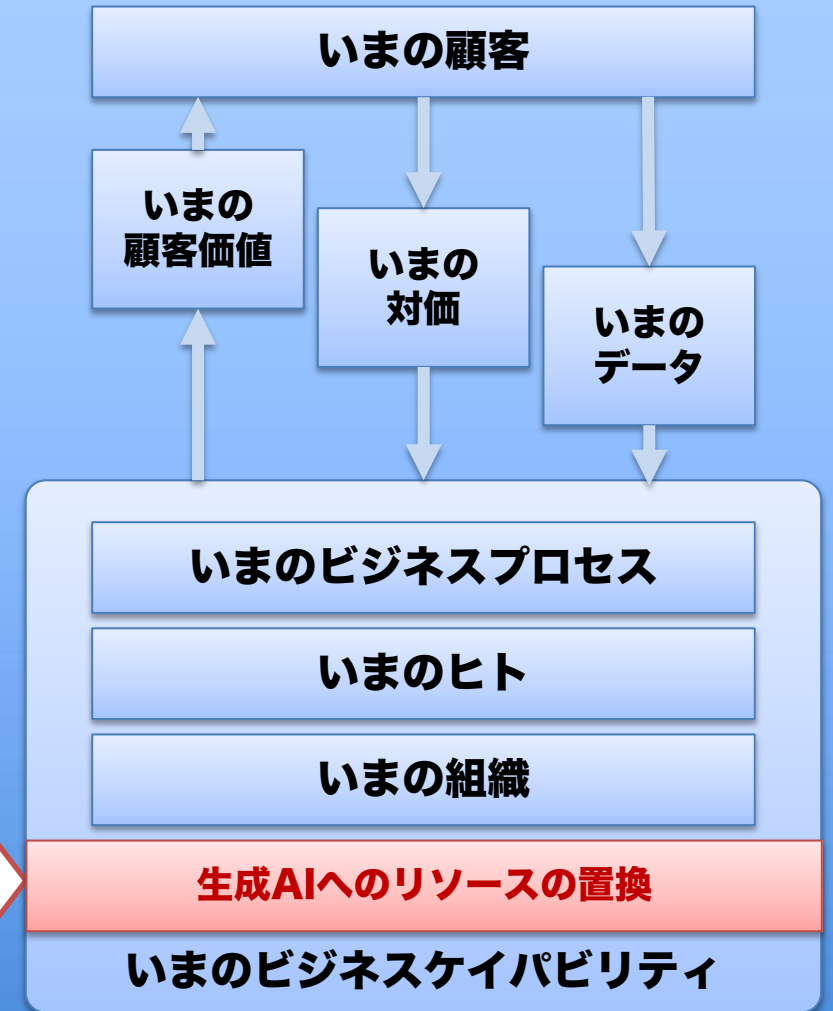 いまの顧客
いまの
顧客価値
いまの
対価
いまの
データ
いまのビジネスプロセス
いまのヒト
いまの組織
生成AIへのリソースの置換
いまのビジネスケイパビリティ